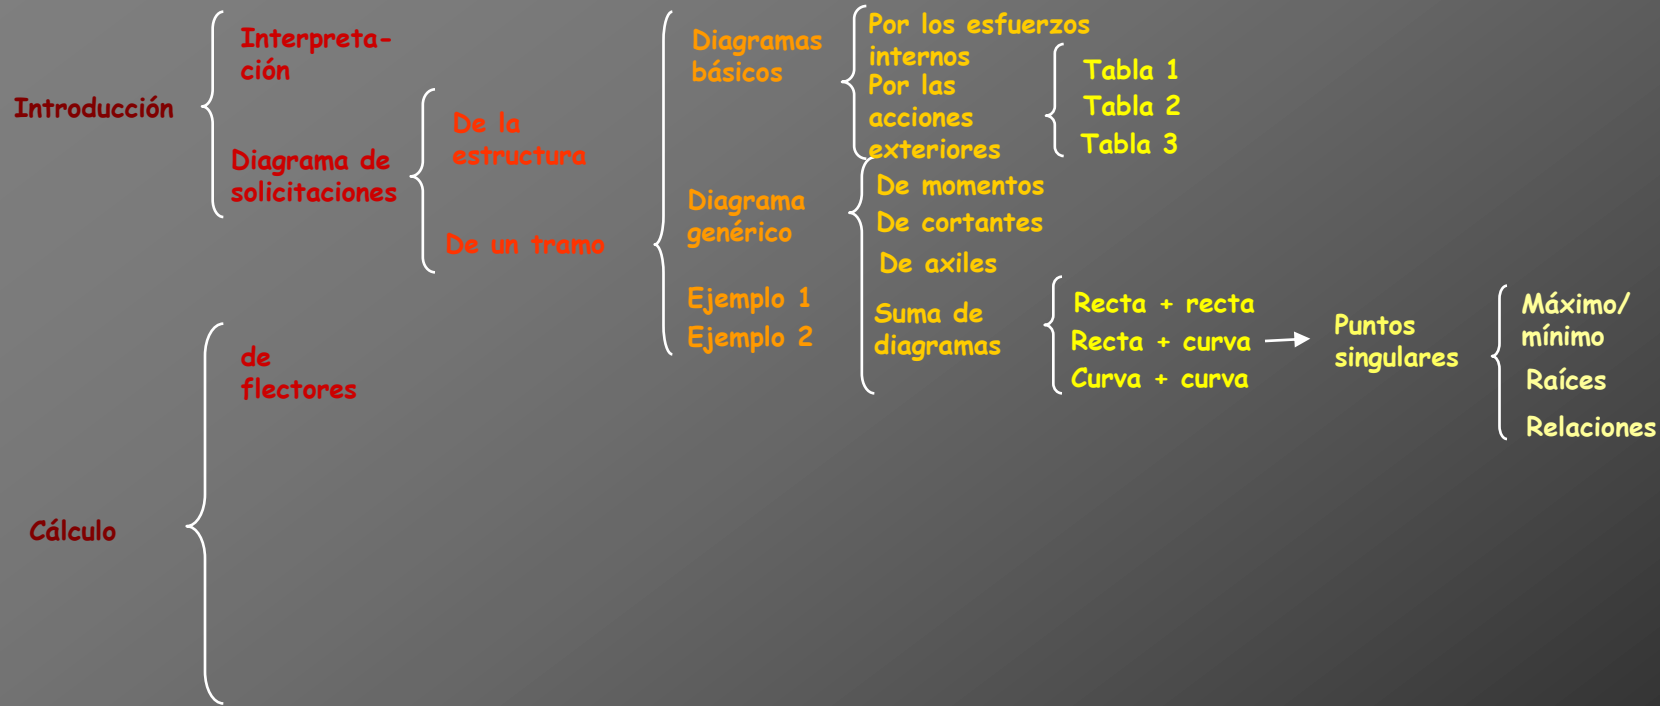 Introducción
Interpreta-
ción
Diagrama de
solicitaciones
De la
estructura
De un tramo
Diagramas
básicos
Por los esfuerzos
internos
Por las
acciones
exteriores
Tabla 1
Tabla 2
Tabla 3
Diagrama
genérico
De momentos
De cortantes
De axiles
Suma de
diagramas
Recta + recta
Recta + curva
Curva + curva
Puntos
singulares
Máximo/
mínimo
Raíces
Relaciones
Ejemplo 1
Ejemplo 2
Cálculo
de
flectores